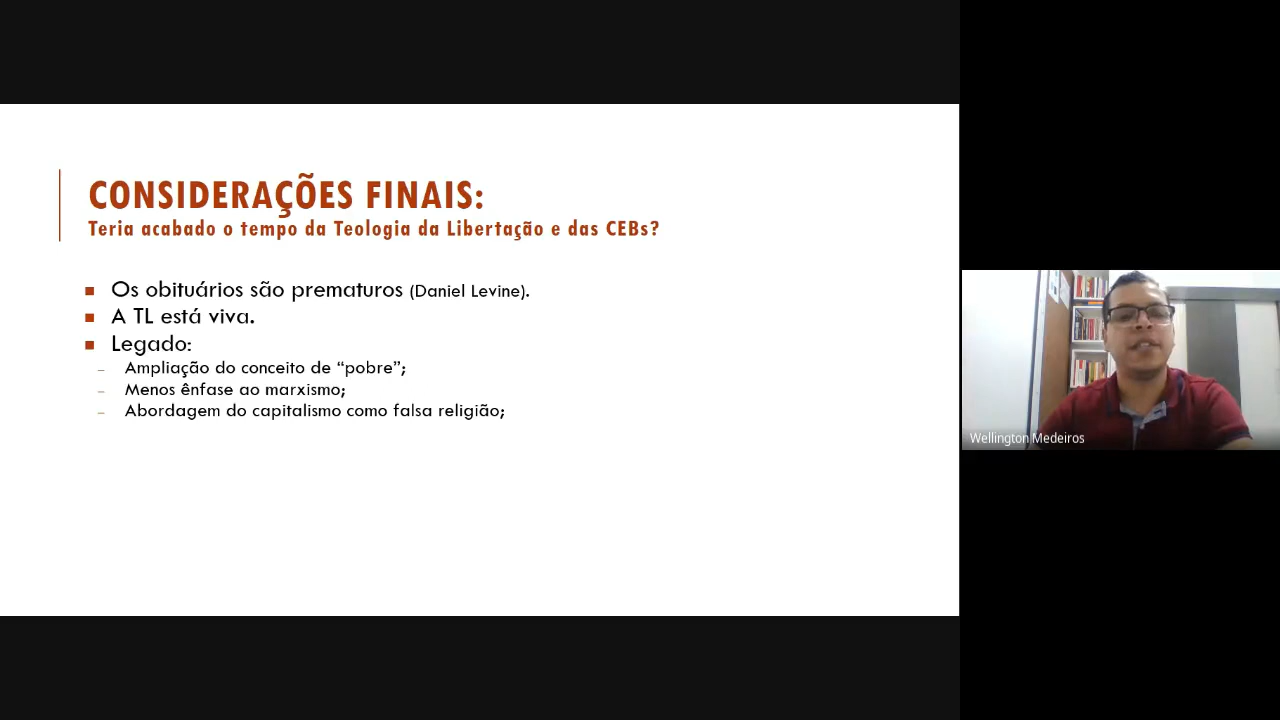 CONSIDERAÇÕES FINAIS:
Teria acabado o tempo da Teologia da Libertação e das CEBs?
Os obituários são prematuros (Daniel Levine).
A TL está viva.
Legado:
Ampliação do conceito de “pobre”;
Menos ênfase ao marxismo;
Abordagem do capitalismo como falsa religião;
Wellington Medeiros